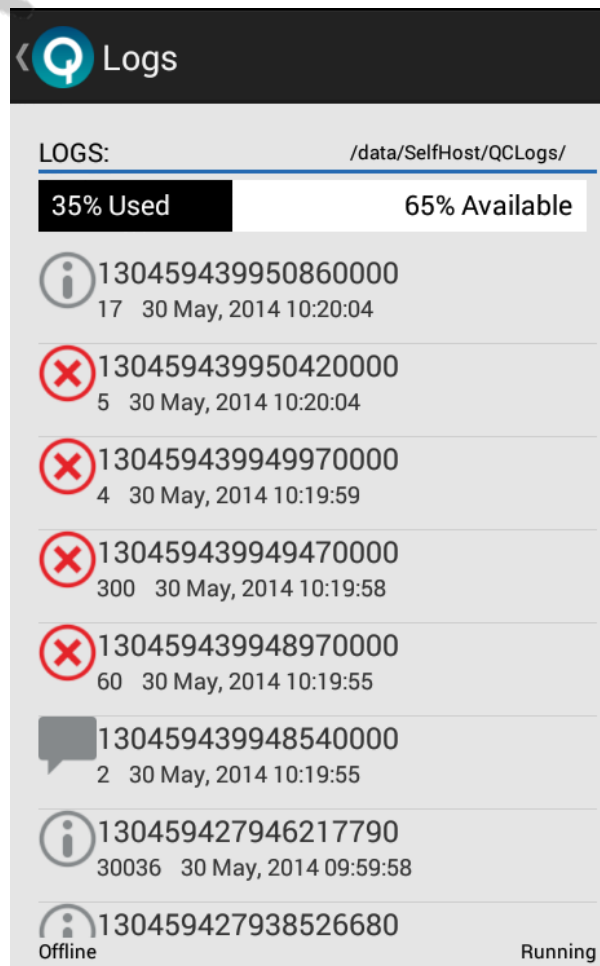 Logs
LOGS: /data/SelfHost/QCLogs/
35% Used 65% Available
130459439950860000
17 30 May, 2014 10:20:04
130459439950420000
5 30 May, 2014 10:20:04
130459439949970000
4 30 May, 2014 10:19:59
130459439949470000
300 30 May, 2014 10:19:58
130459439948970000
60 30 May, 2014 10:19:55
130459439948540000
2 30 May, 2014 10:19:55
130459427946217790
30036 30 May, 2014 09:59:58
130459427938526680
Offline Running